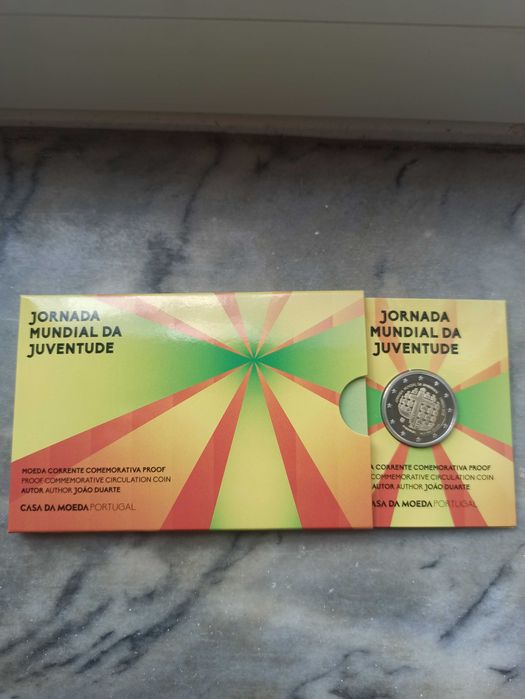 JORNADA
MUNDIAL DA
JUVENTUDE
MOEDA CORRENTE COMEMORATIVA PROOF
PROOF COMMEMORATIVE CIRCULATION COIN
AUTOR AUTHOR JOÃO DUARTE
CASA DA MOEDA PORTUGAL
JORNADA
MUNDIAL DA
JUVENTUDE
A CORRENTE COMEMORATIVA PROOF
COMMEMORATIVE CIRCULATION COIN
AUTOR AUTHOR JOÃO DUARTE
CASA DA MOEDA PORTUGAL